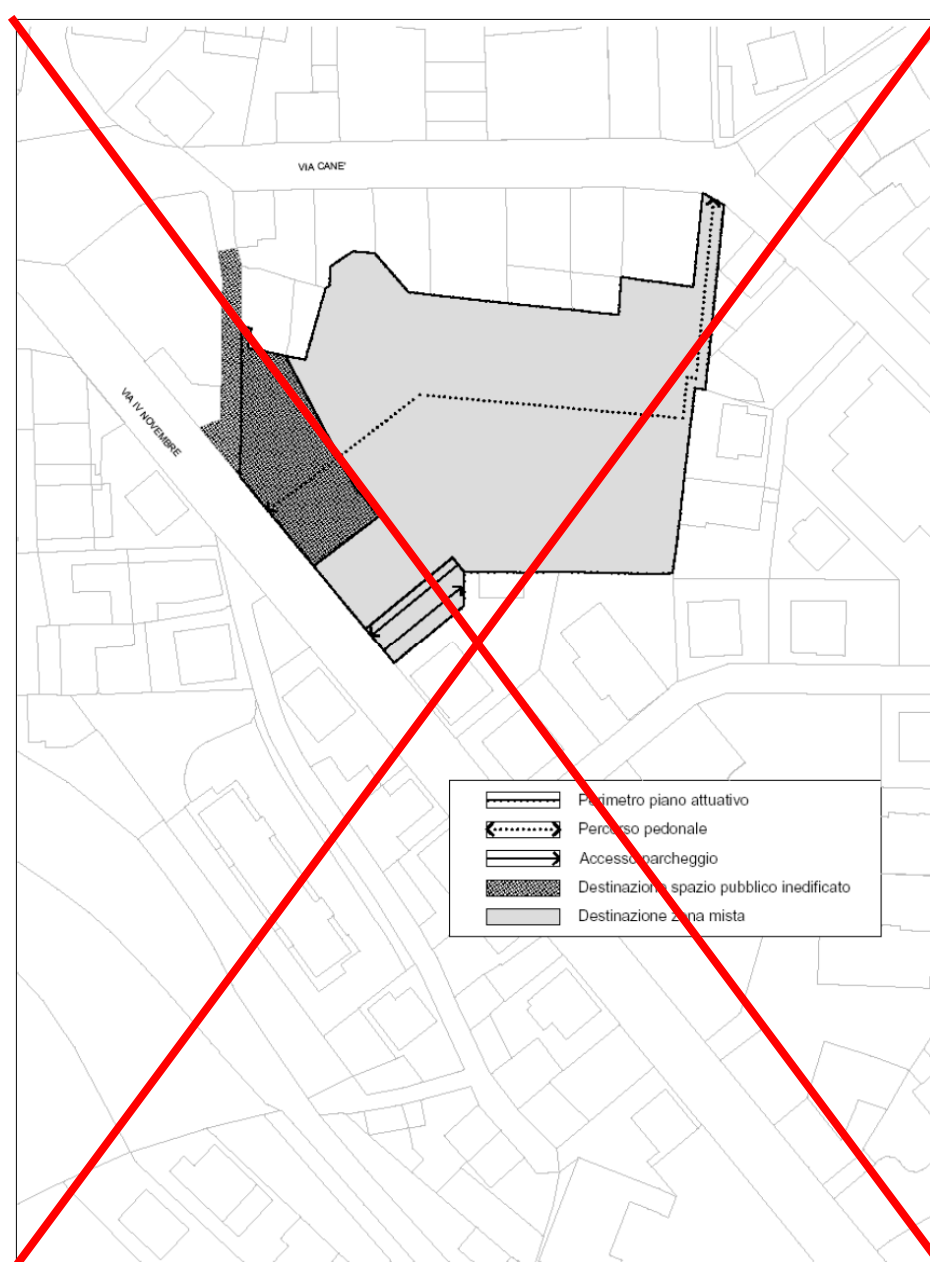 VIA CANE'
VIA IV NOVEMBRE
Perimetro piano attuativo
Percorso pedonale
Accesso parcheggio
Destinazione spazio pubblico inedificato
Destinazione zona mista